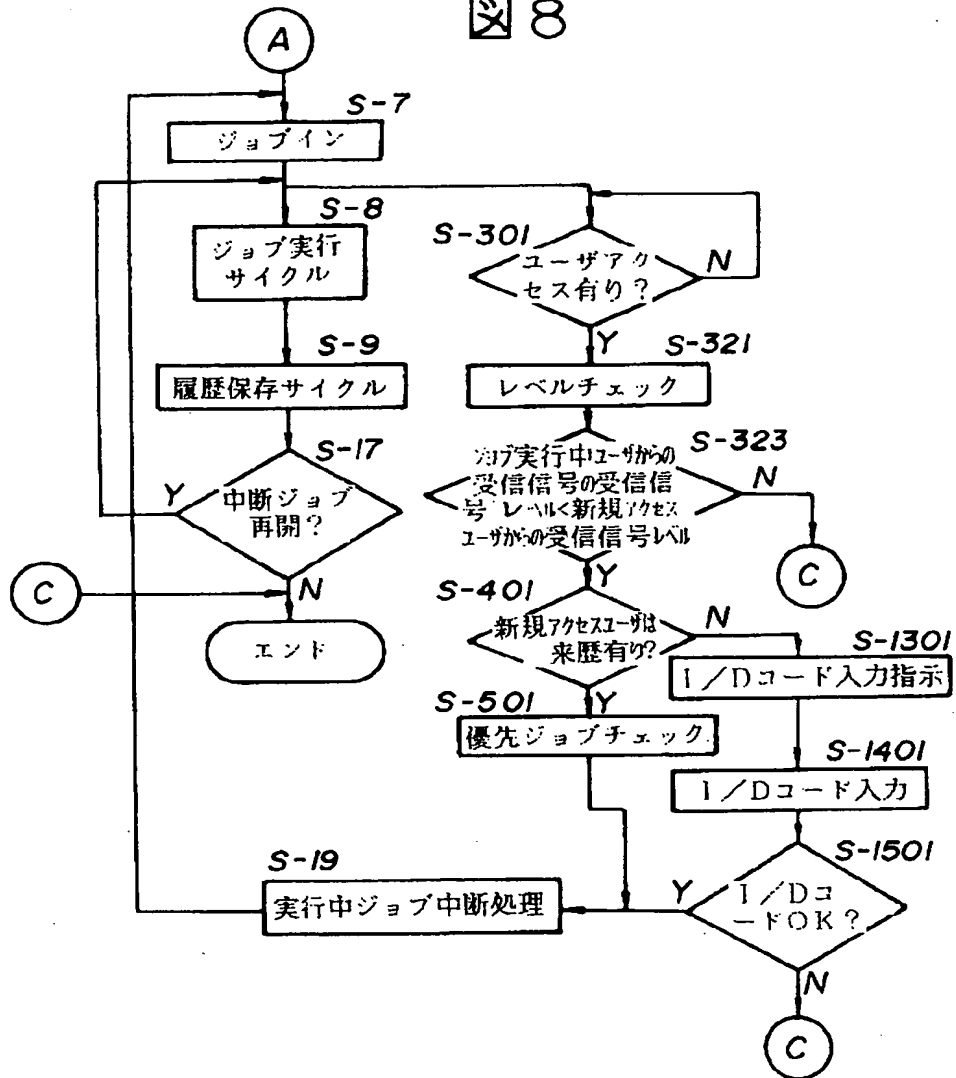 図8
A
S-7
ジョブイン
S-8
ジョブ実行
サイクル
S-9
履歴保存サイクル
S-17
Y
中断ジョブ
再開?
N
C
エンド
S-301
ユーザアク
セス有り?
N
Y
S-321
レベルチェック
S-323
ジョブ実行中ユーザからの
受信信号の受信信
号レベル<新規アクセス
ユーザからの受信信号レベル
N
C
Y
S-401
新規アクセスユーザは
来歴有り?
N
Y
S-501
優先ジョブチェック
S-1301
I/Dコード入力指示
S-1401
I/Dコード入力
S-1501
I/Dコ
ードOK?
Y
N
C
S-19
実行中ジョブ中断処理